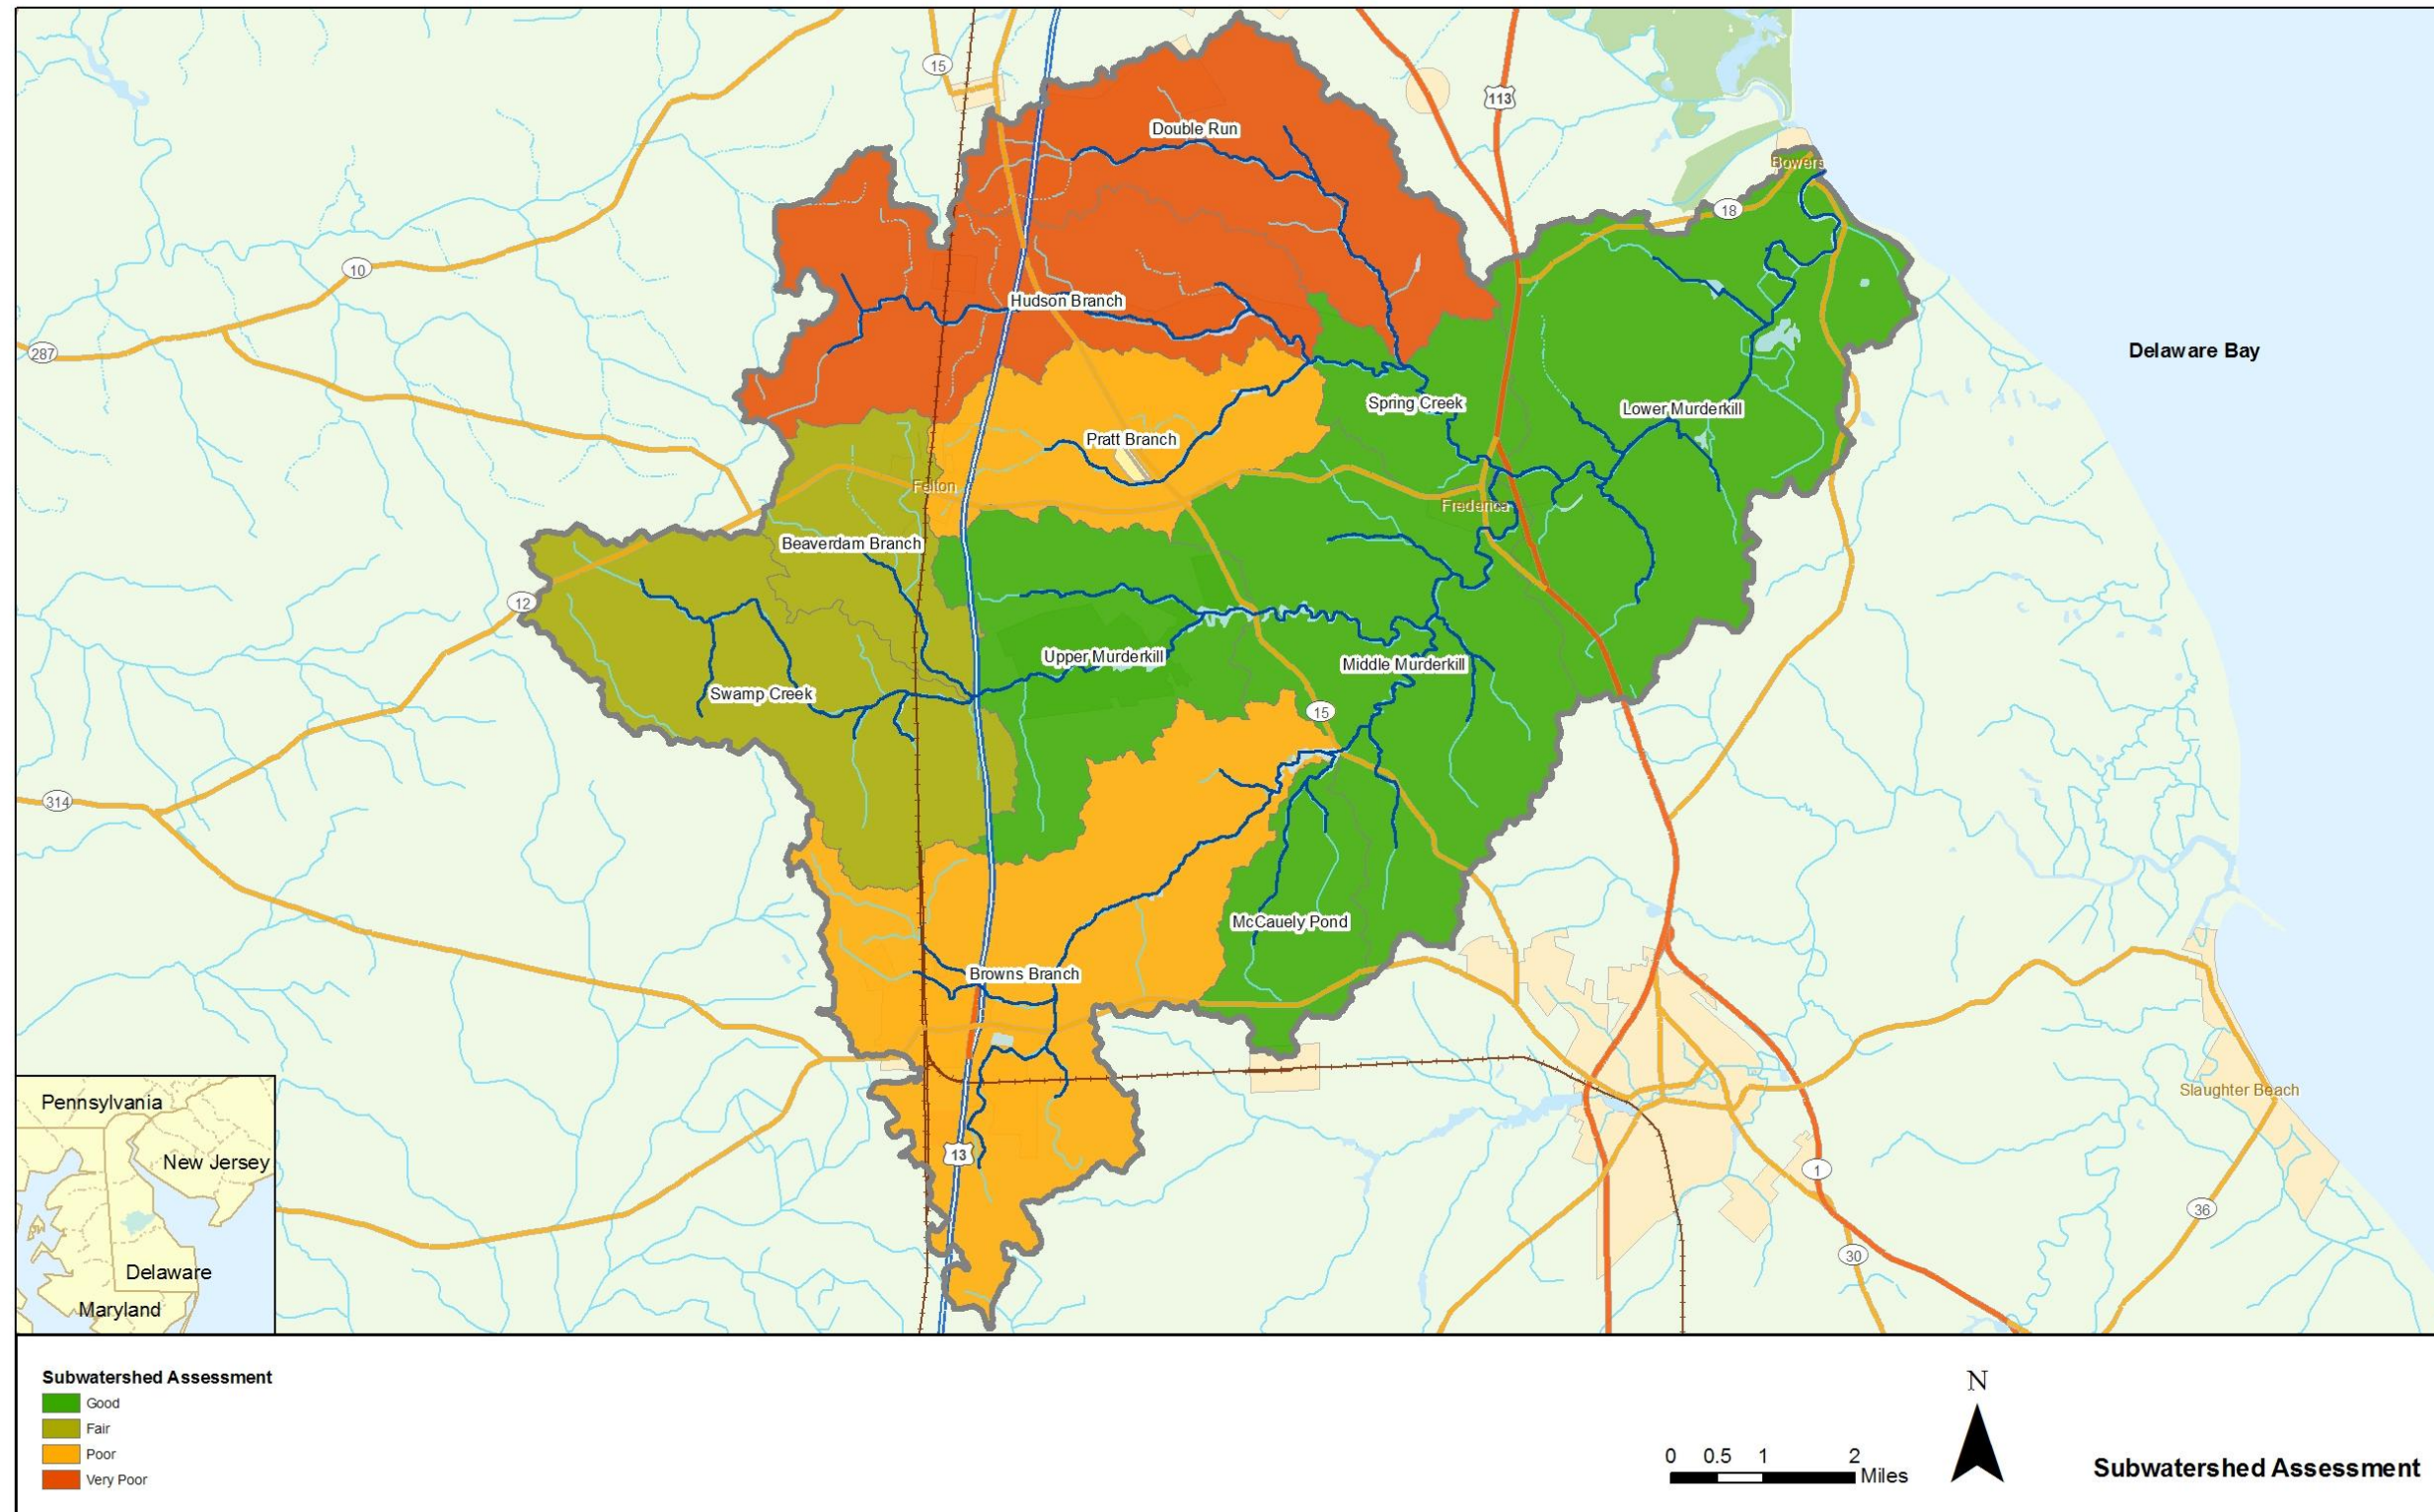 15
113
Double Run
Bowers
18
10
Hudson Branch
287
Delaware Bay
Spring Creek
Lower Murderkill
Pratt Branch
Felton
Frederica
Beaverdam Branch
12
Upper Murderkill
Middle Murderkill
Swamp Creek
15
314
McCauely Pond
Browns Branch
Slaughter Beach
Pennsylvania
New Jersey
13
1
36
30
Delaware
Maryland
Subwatershed Assessment
Good
Fair
Poor
Very Poor
N
0 0.5 1 2
Miles
Subwatershed Assessment